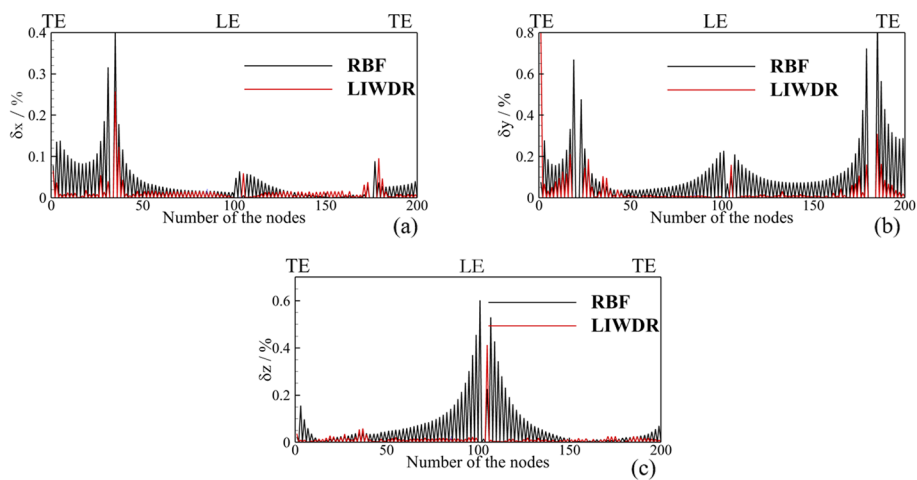 TE LE TE
0.4
0.3
0.2
0.1
0
δx / %
RBF
LIWDR
0 50 100 150 200
Number of the nodes
(a)
TE LE TE
0.8
0.6
0.4
0.2
0
δy / %
RBF
LIWDR
0 50 100 150 200
Number of the nodes
(b)
TE LE TE
0.6
0.4
0.2
0
δz / %
RBF
LIWDR
0 50 100 150 200
Number of the nodes
(c)